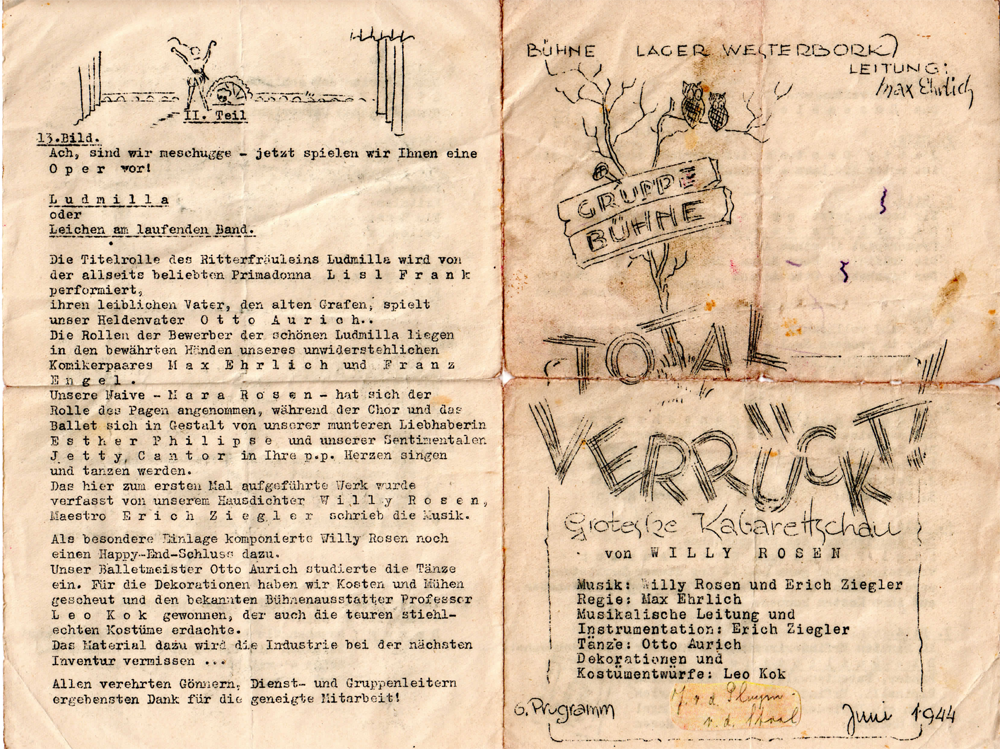 II. Teil
13.Bild.
Ach, sind wir meschugge - jetzt spielen wir Ihnen eine
O p e r vor!
L u d m i l l a
oder
Leichen am laufenden Band.
Die Titelrolle des Ritterfräuleins Ludmilla wird von
der allseits beliebten Primadonna L i s l F r a n k
performiert,
ihren leiblichen Vater, den alten Grafen, spielt
unser Heldenvater O t t o A u r i c h..
Die Rollen der Bewerber der schönen Ludmilla liegen
in den bewährten Händen unseres unwiderstehlichen
Komikerpaares M a x E h r l i c h und F r a n z
E n g e l .
Unsere Naive - M a r a R o s e n - hat sich der
Rolle des Pagen angenommen, während der Chor und das
Ballet sich in Gestalt von unserer munteren Liebhaberin
E s t h e r P h i l i p s e und unserer Sentimentalen
J e t t y, C a n t o r in Ihre p.p. Herzen singen
und tanzen werden.
Das hier zum ersten Mal aufgeführte Werk wurde
verfasst von unserem Hausdichter W i l l y R o s e n ,
Maestro E r i c h Z i e g l e r schrieb die Musik.
Als besondere Einlage komponierte Willy Rosen noch
einen Happy-End-Schluss dazu.
Unser Balletmeister Otto Aurich studierte die Tänze
ein. Für die Dekorationen haben wir Kosten und Mühen
gescheut und den bekannten Bühnenausstatter Professor
L e o K o k gewonnen, der auch die teuren stiehl-
echten Kostüme erdachte.
Das Material dazu wird die Industrie bei der nächsten
Inventur vermissen ...
Allen verehrten Gönnern, Dienst- und Gruppenleitern
ergebensten Dank für die geneigte Mitarbeit!
BÜHNE LAGER WESTERBORK
LEITUNG:
Max Ehrlich
GRUPPE
BÜHNE
TOTAL
VERRÜCKT!
Groteske Kabarettschau
von W I L L Y R O S E N
Musik: Willy Rosen und Erich Ziegler
Regie: Max Ehrlich
Musikalische Leitung und
Instrumentation: Erich Ziegler
Tänze: Otto Aurich
Dekorationen und
Kostümentwürfe: Leo Kok
6. Programm
Juni 1944